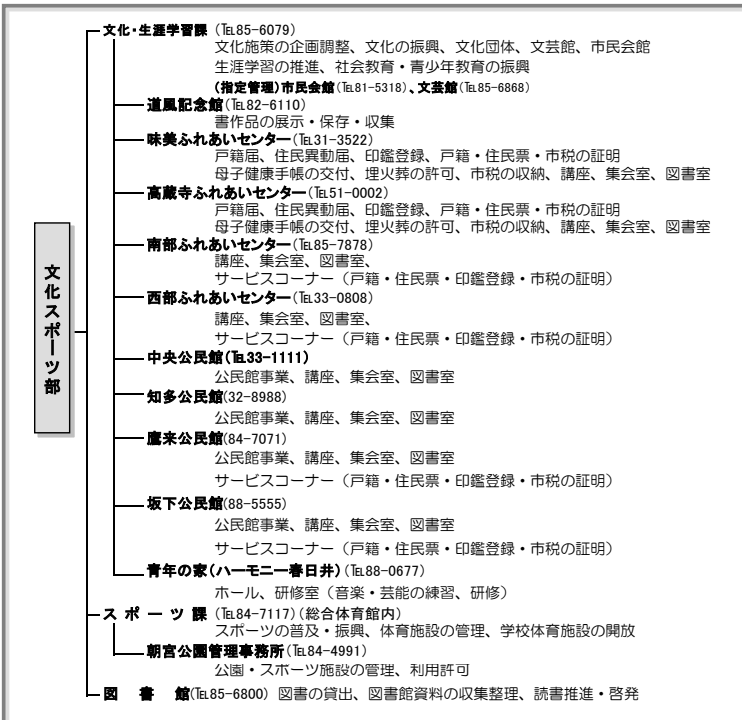 文化スポーツ部
文化・生涯学習課(℡85-6079)
文化施策の企画調整、文化の振興、文化団体、文芸館、市民会館
生涯学習の推進、社会教育・青少年教育の振興
(指定管理)市民会館(℡81-5318)、文芸館(℡85-6868)
道風記念館(℡82-6110)
書作品の展示・保存・収集
味美ふれあいセンター(℡31-3522)
戸籍届、住民異動届、印鑑登録、戸籍・住民票・市税の証明
母子健康手帳の交付、埋火葬の許可、市税の収納、講座、集会室、図書室
高蔵寺ふれあいセンター(℡51-0002)
戸籍届、住民異動届、印鑑登録、戸籍・住民票・市税の証明
母子健康手帳の交付、埋火葬の許可、市税の収納、講座、集会室、図書室
南部ふれあいセンター(℡85-7878)
講座、集会室、図書室、
サービスコーナー（戸籍・住民票・印鑑登録・市税の証明）
西部ふれあいセンター(℡33-0808)
講座、集会室、図書室、
サービスコーナー（戸籍・住民票・印鑑登録・市税の証明）
中央公民館(℡33-1111)
公民館事業、講座、集会室、図書室
知多公民館(32-8988)
公民館事業、講座、集会室、図書室
鷹来公民館(84-7071)
公民館事業、講座、集会室、図書室
サービスコーナー（戸籍・住民票・印鑑登録・市税の証明）
坂下公民館(88-5555)
公民館事業、講座、集会室、図書室
サービスコーナー（戸籍・住民票・印鑑登録・市税の証明）
青年の家(ハーモニー春日井)(℡88-0677)
ホール、研修室（音楽・芸能の練習、研修）
スポーツ課(℡84-7117)(総合体育館内)
スポーツの普及・振興、体育施設の管理、学校体育施設の開放
朝宮公園管理事務所(℡84-4991)
公園・スポーツ施設の管理、利用許可
図書館(℡85-6800) 図書の貸出、図書館資料の収集整理、読書推進・啓発